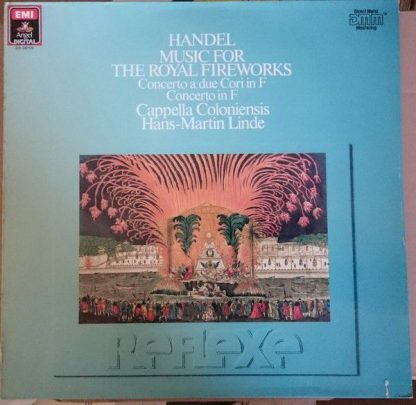 EMI
Angel
DIGITAL
HANDEL
MUSIC FOR
THE ROYAL FIREWORKS
Concerto a due Cori in F
Concerto in F
Cappella Coloniensis
Hans-Martin Linde
Direct Metal
DMM
Mastering
Reflexe